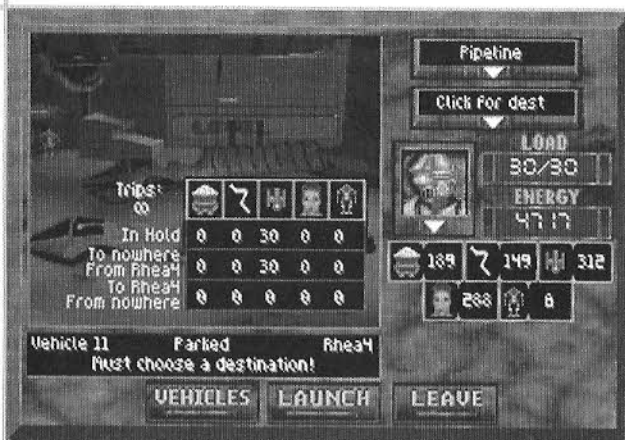 Pipeline
Click for dest
LOAD
30/30
ENERGY
4717
Trips:
∞
In Hold 0 0 30 0 0
To nowhere
From Rhea4 0 0 30 0 0
To Rhea4
From nowhere 0 0 0 0 0
189 149 312
288 8
Vehicle 11 Parked Rhea4
Must choose a destination!
VEHICLES LAUNCH LEAVE